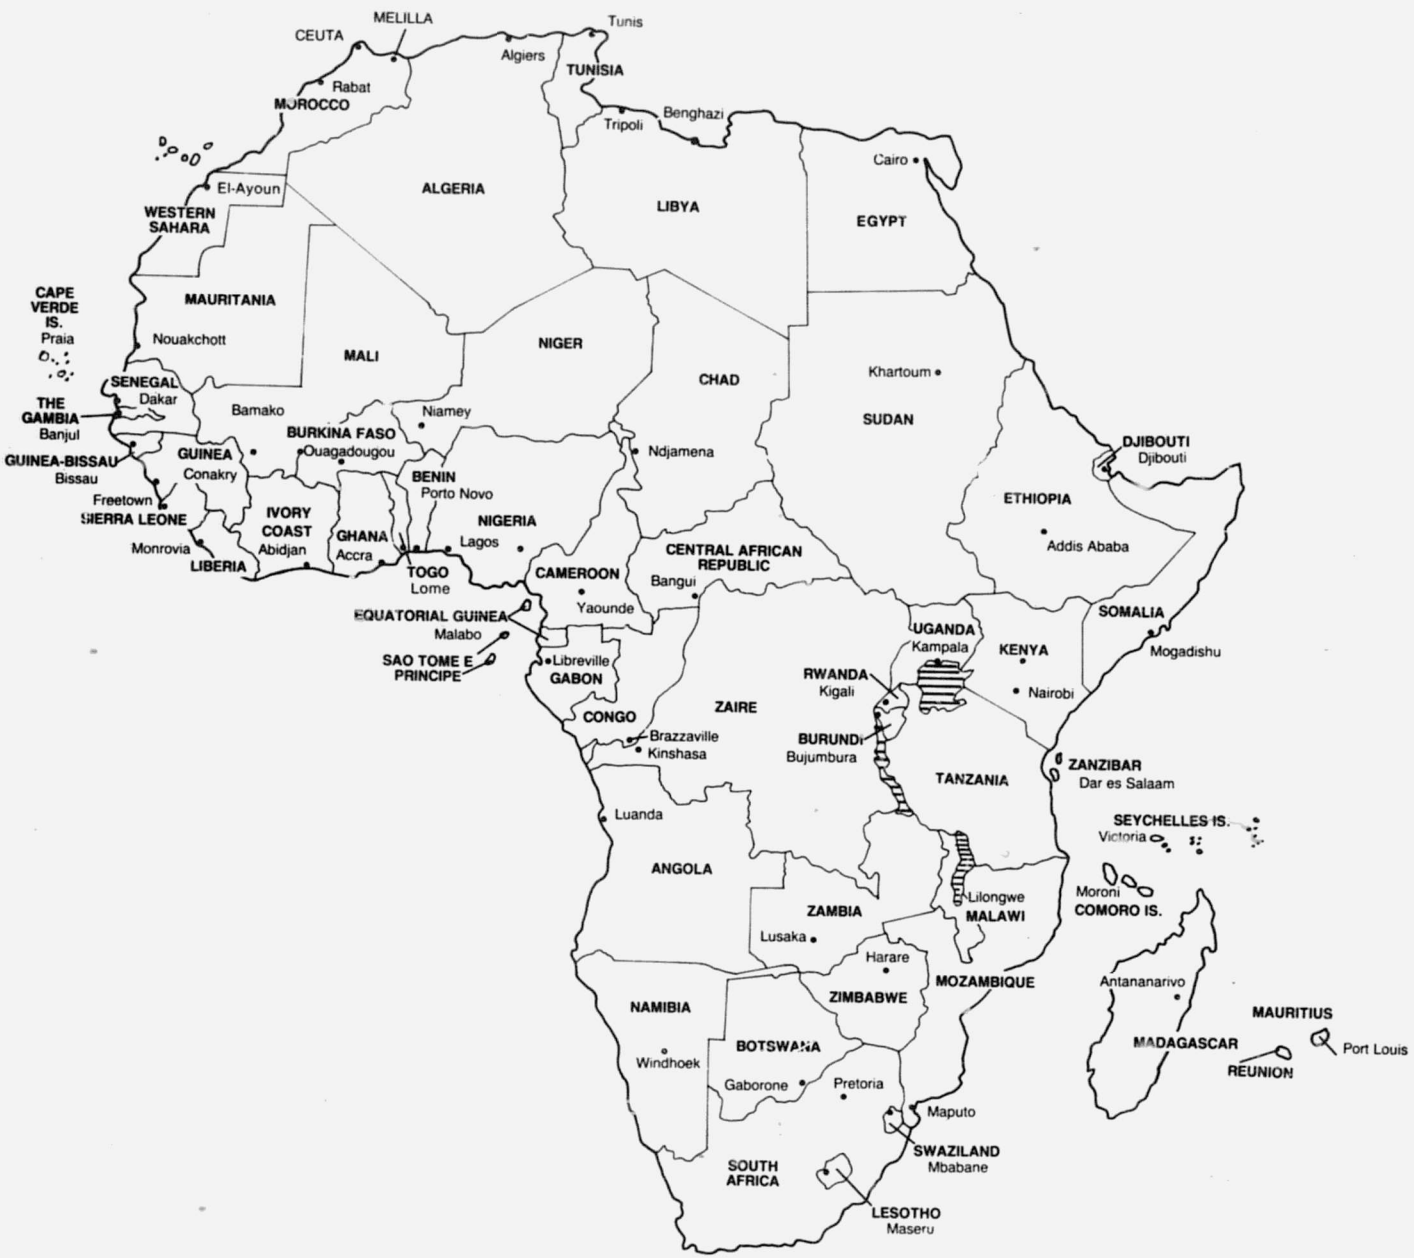 MELILLA
CEUTA
Tunis
Algiers
TUNISIA
Rabat
MOROCCO
Tripoli
Benghazi
Cairo
El-Ayoun
ALGERIA
LIBYA
EGYPT
WESTERN
SAHARA
CAPE
VERDE
IS.
Praia
MAURITANIA
Nouakchott
MALI
NIGER
CHAD
Khartoum
SUDAN
SENEGAL
Dakar
THE
GAMBIA
Banjul
Bamako
Niamey
BURKINA FASO
Ouagadougou
GUINEA-BISSAU
Bissau
GUINEA
Conakry
BENIN
Porto Novo
Ndjamena
DJIBOUTI
Djibouti
Freetown
SIERRA LEONE
IVORY
COAST
Abidjan
GHANA
Accra
NIGERIA
Lagos
ETHIOPIA
Addis Ababa
Monrovia
LIBERIA
TOGO
Lome
CAMEROON
Yaounde
CENTRAL AFRICAN
REPUBLIC
Bangui
EQUATORIAL GUINEA
Malabo
SAO TOME E
PRINCIPE
Libreville
GABON
UGANDA
Kampala
KENYA
Nairobi
SOMALIA
Mogadishu
RWANDA
Kigali
CONGO
ZAIRE
Brazzaville
Kinshasa
BURUNDI
Bujumbura
TANZANIA
ZANZIBAR
Dar es Salaam
Luanda
SEYCHELLES IS.
Victoria
ANGOLA
Moroni
COMORO IS.
Lilongwe
MALAWI
ZAMBIA
Lusaka
Harare
ZIMBABWE
MOZAMBIQUE
Antananarivo
MADAGASCAR
MAURITIUS
Port Louis
REUNION
NAMIBIA
Windhoek
BOTSWANA
Gaborone
Pretoria
Maputo
SWAZILAND
Mbabane
SOUTH
AFRICA
LESOTHO
Maseru